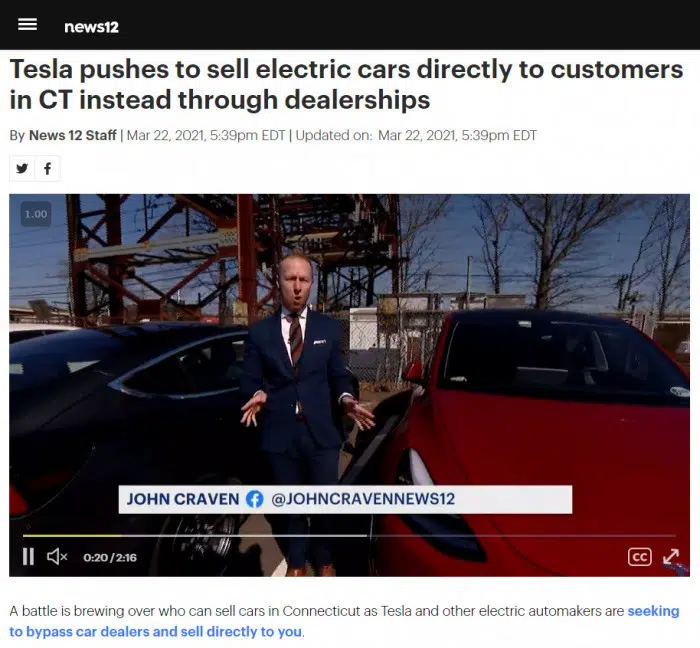 news12
Tesla pushes to sell electric cars directly to customers
in CT instead through dealerships
By News 12 Staff | Mar 22, 2021, 5:39pm EDT | Updated on: Mar 22, 2021, 5:39pm EDT
1.00
JOHN CRAVEN @JOHNCRAVENNEWS12
0:20 / 2:16
CC
A battle is brewing over who can sell cars in Connecticut as Tesla and other electric automakers are seeking
to bypass car dealers and sell directly to you.